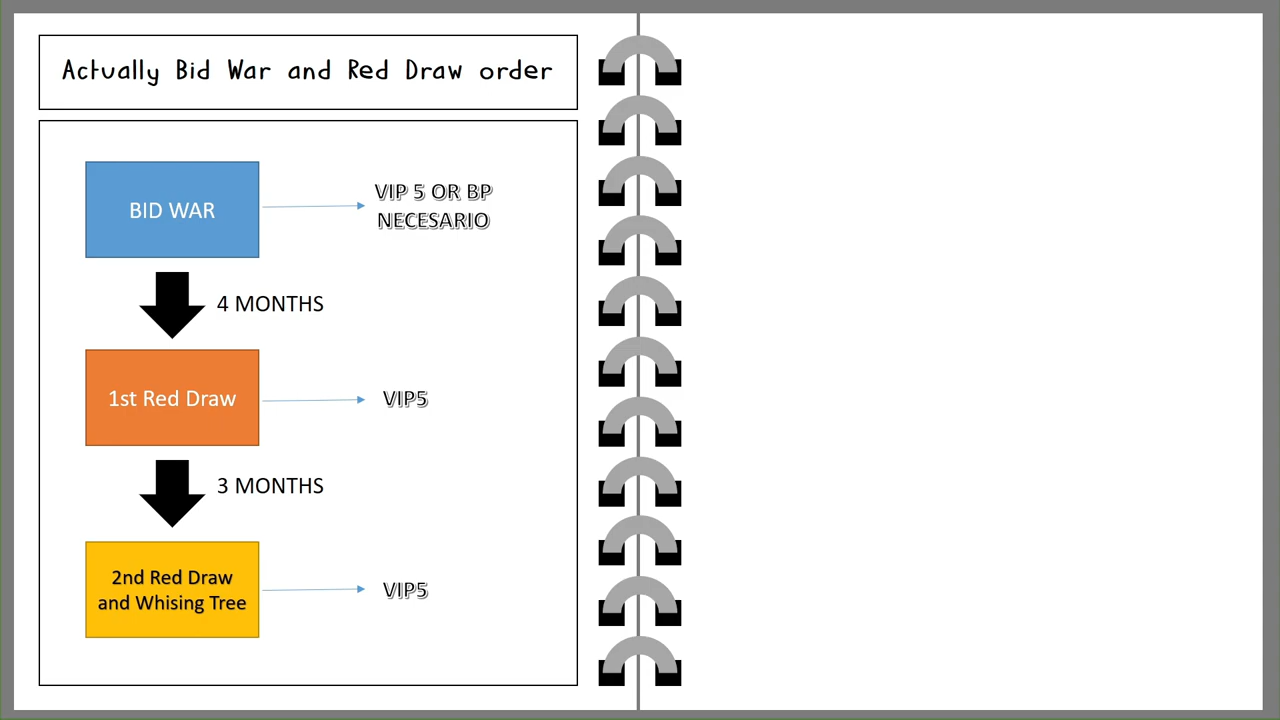 Actually Bid War and Red Draw order
BID WAR
VIP 5 OR BP
NECESARIO
4 MONTHS
1st Red Draw
VIP5
3 MONTHS
2nd Red Draw
and Whising Tree
VIP5